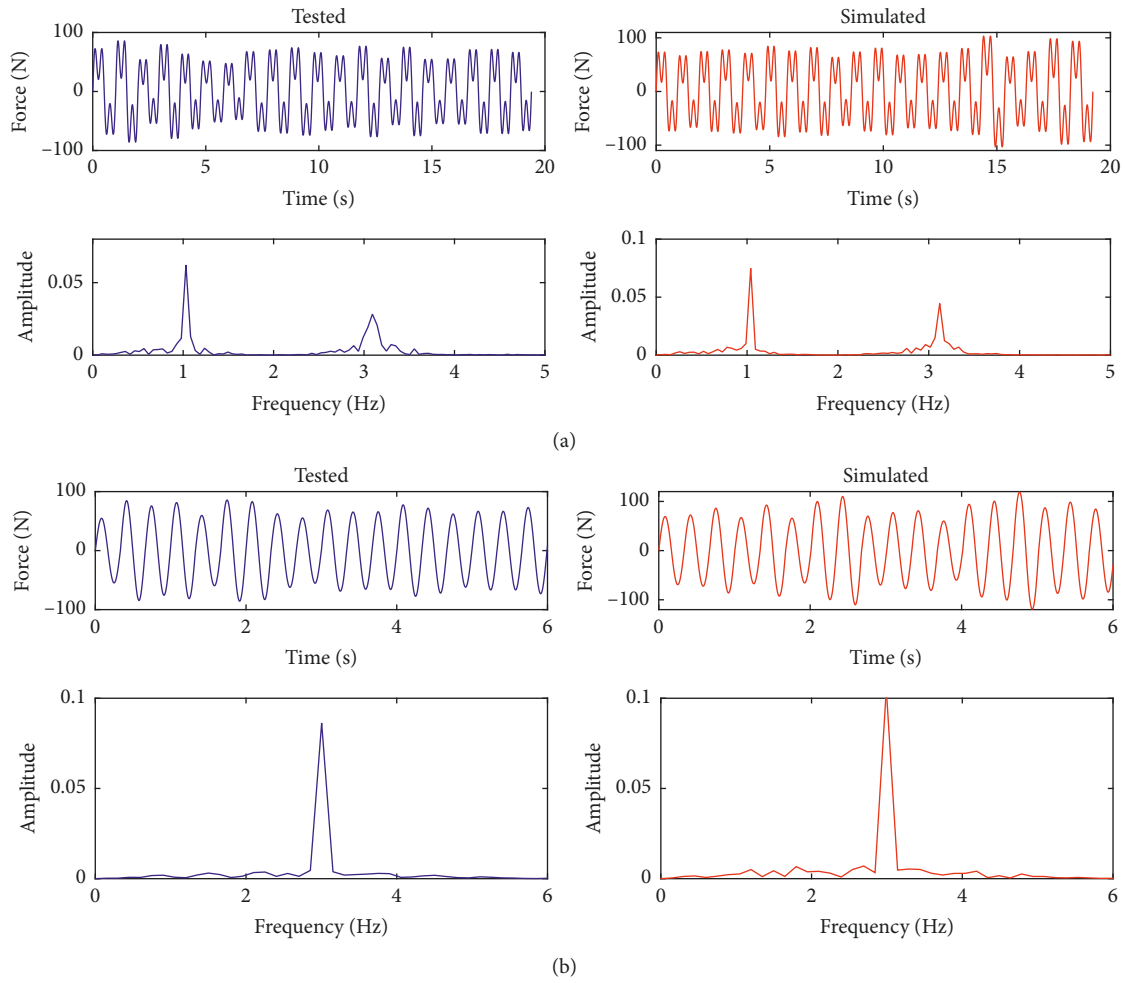 Tested
Simulated
Force (N)
100
0
−100
0 5 10 15 20
Time (s)
Force (N)
100
0
−100
0 5 10 15 20
Time (s)
Amplitude
0.05
0
0 1 2 3 4 5
Frequency (Hz)
Amplitude
0.1
0.05
0
0 1 2 3 4 5
Frequency (Hz)
(a)
Tested
Simulated
Force (N)
100
0
−100
0 2 4 6
Time (s)
Force (N)
100
0
−100
0 2 4 6
Time (s)
Amplitude
0.1
0.05
0
0 2 4 6
Frequency (Hz)
Amplitude
0.1
0.05
0
0 2 4 6
Frequency (Hz)
(b)